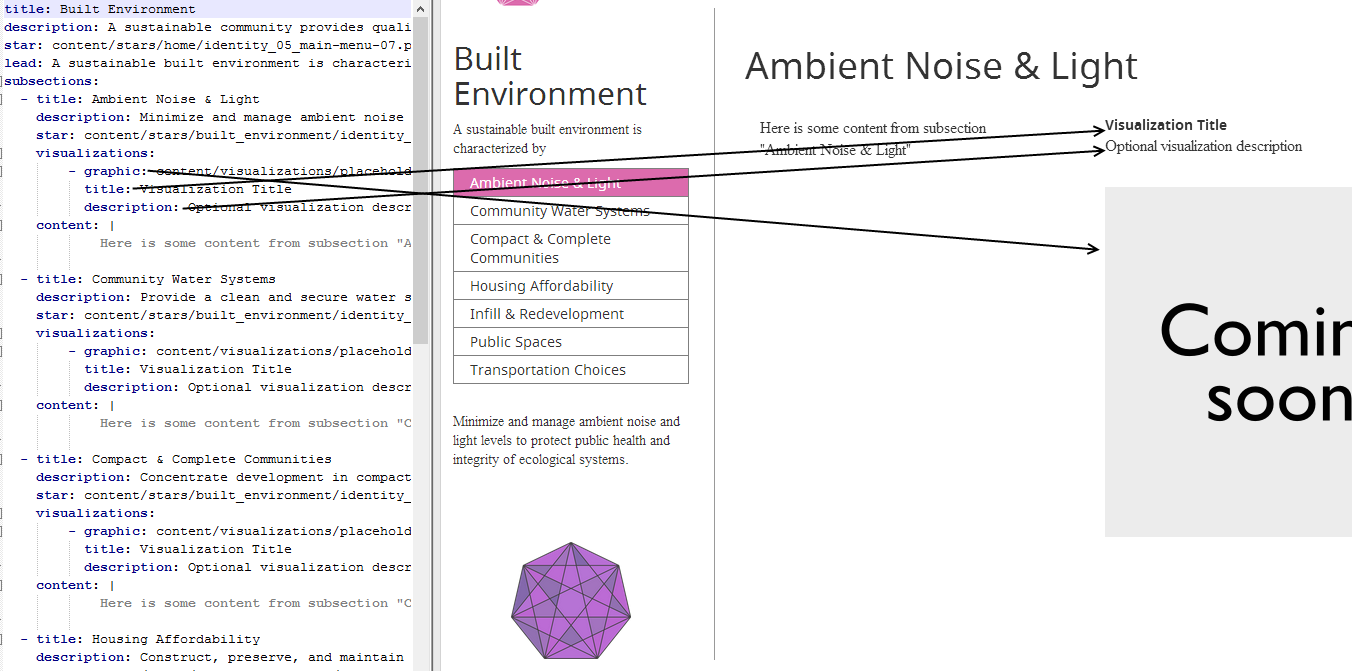 title: Built Environment
description: A sustainable community provides quali
star: content/stars/home/identity_05_main-menu-07.p
lead: A sustainable built environment is characteri
subsections:
- title: Ambient Noise & Light
description: Minimize and manage ambient noise
star: content/stars/built_environment/identity_
visualizations:
- graphic: content/visualizations/placehold
title: Visualization Title
description: Optional visualization descr
content: |
Here is some content from subsection "A
- title: Community Water Systems
description: Provide a clean and secure water s
star: content/stars/built_environment/identity_
visualizations:
- graphic: content/visualizations/placehold
title: Visualization Title
description: Optional visualization descr
content: |
Here is some content from subsection "C
- title: Compact & Complete Communities
description: Concentrate development in compact
star: content/stars/built_environment/identity_
visualizations:
- graphic: content/visualizations/placehold
title: Visualization Title
description: Optional visualization descr
content: |
Here is some content from subsection "C
- title: Housing Affordability
description: Construct, preserve, and maintain
Built
Environment
A sustainable built environment is
characterized by
Ambient Noise & Light
Community Water Systems
Compact & Complete
Communities
Housing Affordability
Infill & Redevelopment
Public Spaces
Transportation Choices
Minimize and manage ambient noise and
light levels to protect public health and
integrity of ecological systems.
Ambient Noise & Light
Here is some content from subsection
"Ambient Noise & Light"
Visualization Title
Optional visualization description
Comin
soon